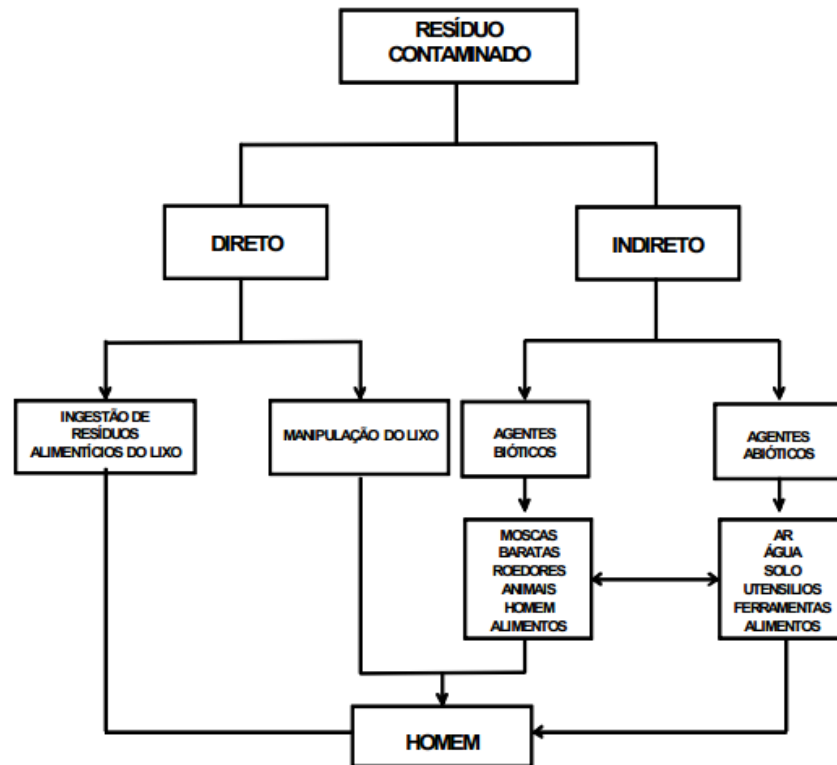 RESÍDUO
CONTAMINADO
DIRETO
INDIRETO
INGESTÃO DE
RESÍDUOS
ALIMENTÍCIOS DO LIXO
MANIPULAÇÃO DO LIXO
AGENTES
BIÓTICOS
AGENTES
ABIÓTICOS
MOSCAS
BARATAS
ROEDORES
ANIMAIS
HOMEM
ALIMENTOS
AR
ÁGUA
SOLO
UTENSILIOS
FERRAMENTAS
ALIMENTOS
HOMEM